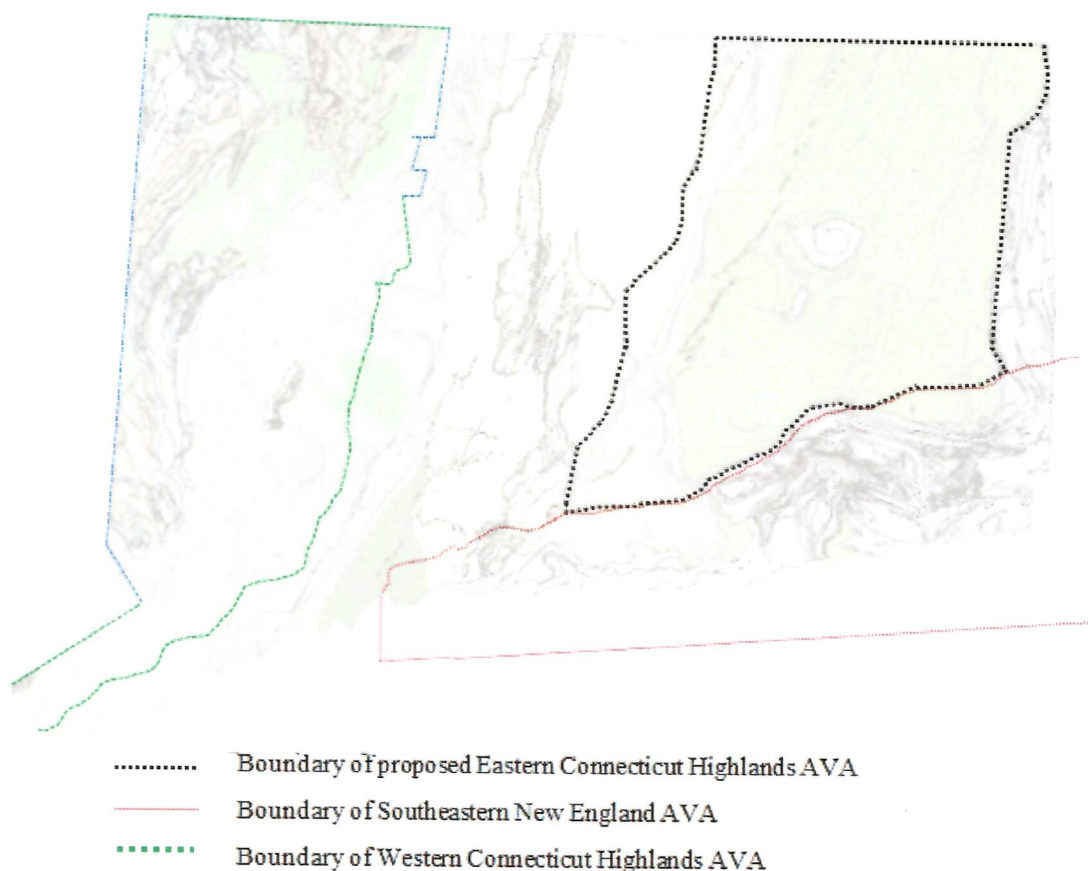 Boundary of proposed Eastern Connecticut Highlands AVA
Boundary of Southeastern New England AVA
Boundary of Western Connecticut Highlands AVA